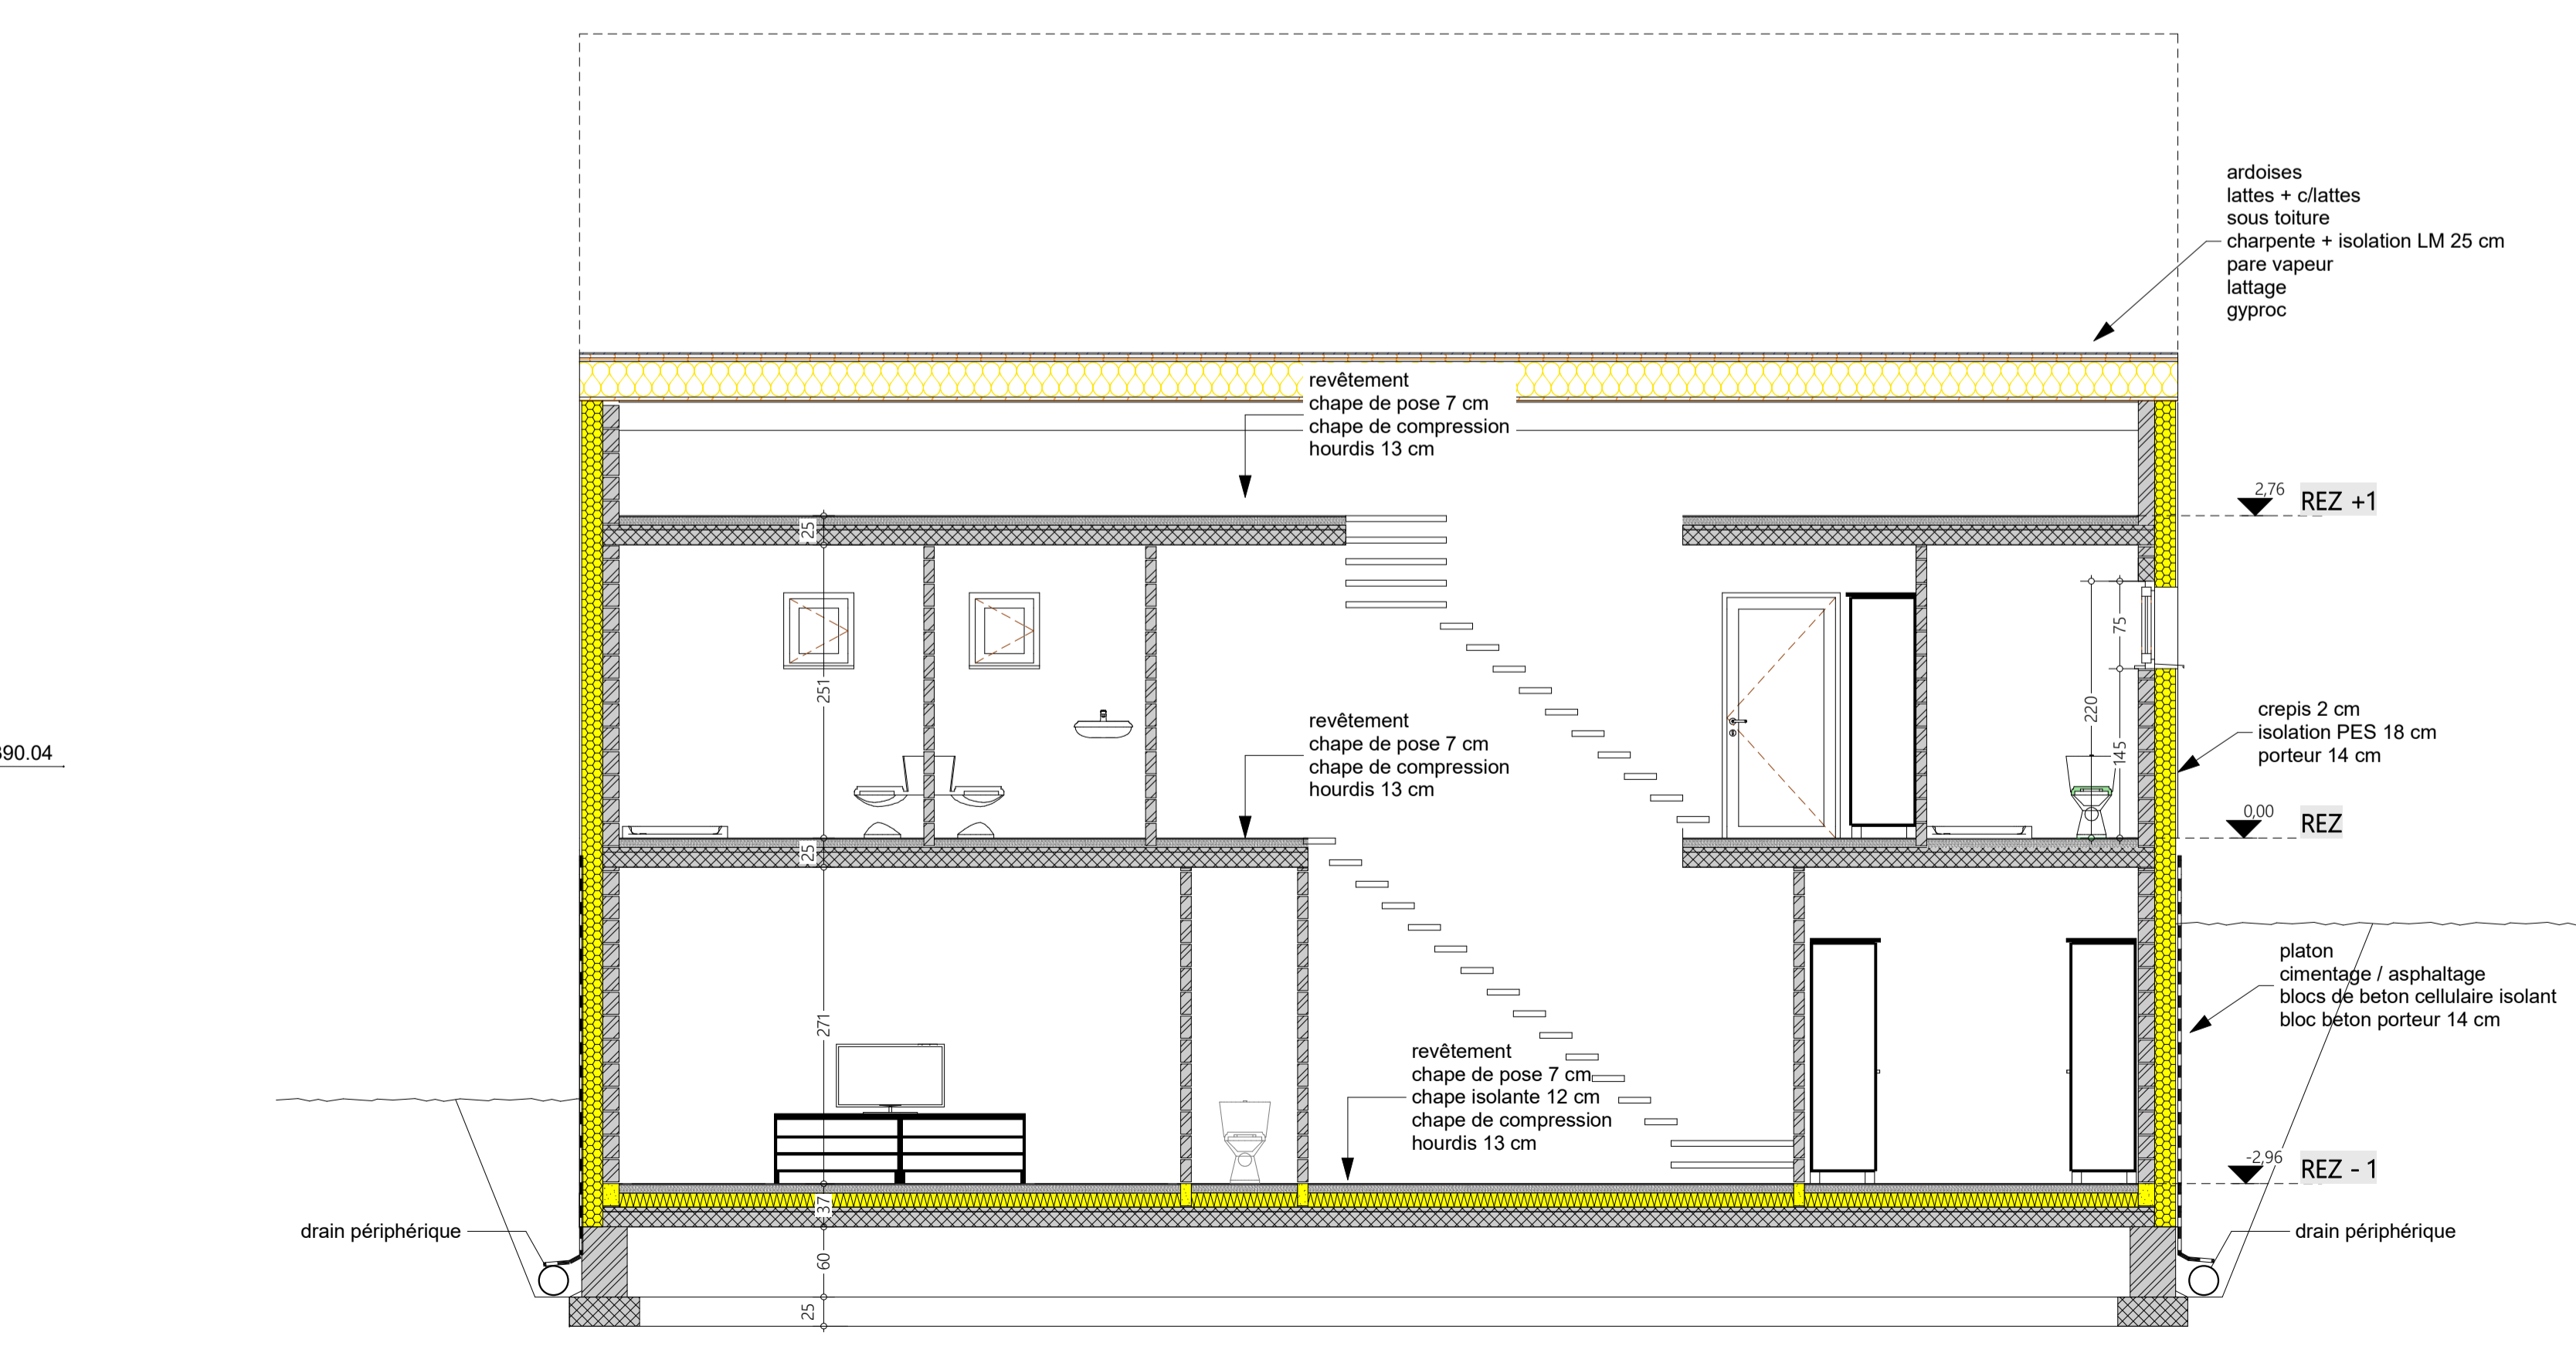 ardoises
lattes + c/lattes
sous toiture
charpente + isolation LM 25 cm
pare vapeur
lattage
gyproc
revêtement
chape de pose 7 cm
chape de compression
hourdis 13 cm
2,76 REZ +1
25
75
251
220
145
revêtement
chape de pose 7 cm
chape de compression
hourdis 13 cm
crepis 2 cm
isolation PES 18 cm
porteur 14 cm
90.04
0,00 REZ
25
platon
cimentage / asphaltage
blocs de beton cellulaire isolant
bloc beton porteur 14 cm
271
revêtement
chape de pose 7 cm
chape isolante 12 cm
chape de compression
hourdis 13 cm
-2,96 REZ - 1
37
drain périphérique
drain périphérique
60
25